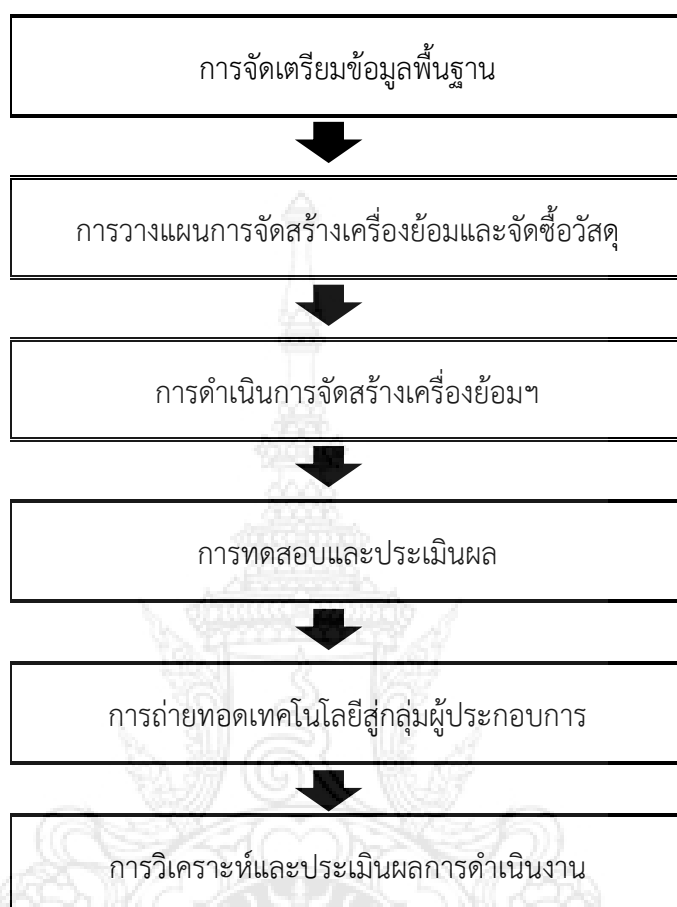 การจัดเตรียมข้อมูลพื้นฐาน
การวางแผนการจัดสร้างเครื่องย้อมและจัดซื้อวัสดุ
การดำเนินการจัดสร้างเครื่องย้อมฯ
การทดสอบและประเมินผล
การถ่ายทอดเทคโนโลยีสู่กลุ่มผู้ประกอบการ
การวิเคราะห์และประเมินผลการดำเนินงาน